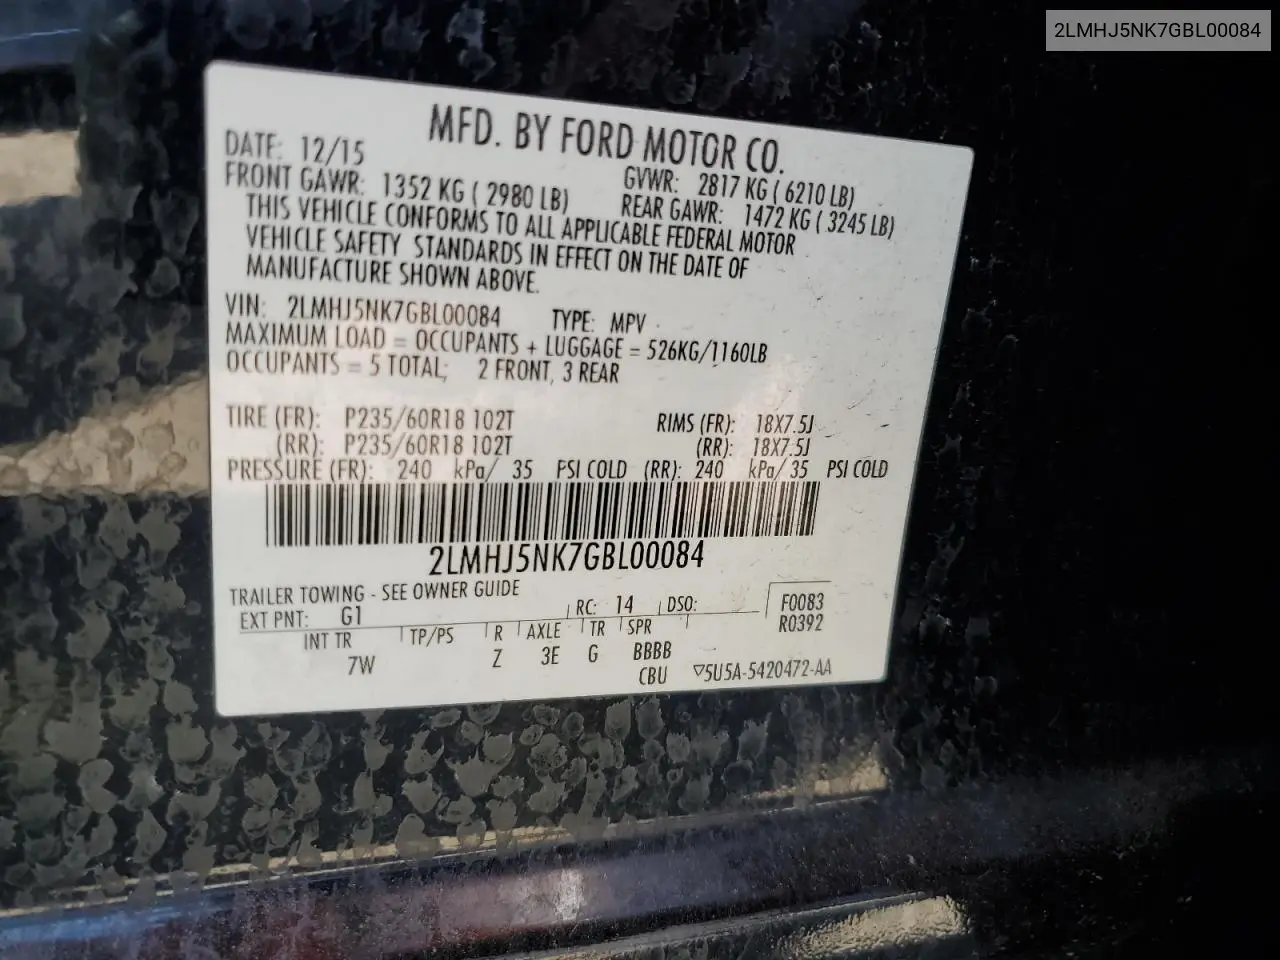 2LMHJ5NK7GBL00084
MFD. BY FORD MOTOR CO.
DATE: 12/15 GVWR: 2817 KG ( 6210 LB)
FRONT GAWR: 1352 KG ( 2980 LB) REAR GAWR: 1472 KG ( 3245 LB)
THIS VEHICLE CONFORMS TO ALL APPLICABLE FEDERAL MOTOR
VEHICLE SAFETY STANDARDS IN EFFECT ON THE DATE OF
MANUFACTURE SHOWN ABOVE.
VIN: 2LMHJ5NK7GBL00084 TYPE: MPV
MAXIMUM LOAD = OCCUPANTS + LUGGAGE = 526KG/1160LB
OCCUPANTS = 5 TOTAL; 2 FRONT, 3 REAR
TIRE (FR): P235/60R18 102T RIMS (FR): 18X7.5J
(RR): P235/60R18 102T (RR): 18X7.5J
PRESSURE (FR): 240 kPa/ 35 PSI COLD (RR): 240 kPa/ 35 PSI COLD
2LMHJ5NK7GBL00084
TRAILER TOWING - SEE OWNER GUIDE
EXT PNT: G1 RC: 14 DSO: F0083
INT TR TP/PS R AXLE TR SPR R0392
7W Z 3E G BBBB
CBU ▽5U5A-5420472-AA